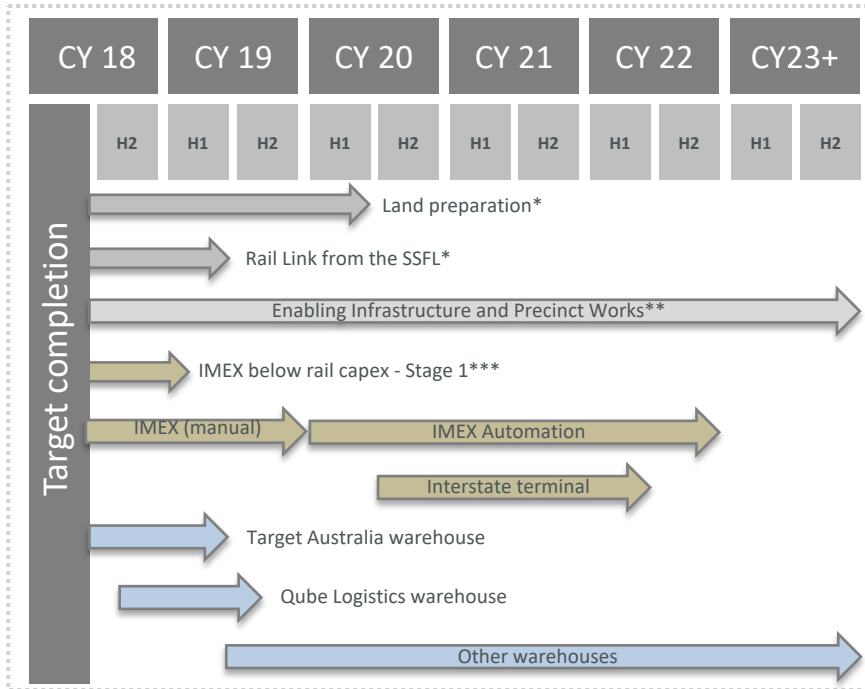 CY 18 CY 19 CY 20 CY 21 CY 22 CY23+
H2 H1 H2 H1 H2 H1 H2 H1 H2 H1 H2
Target completion
Land preparation*
Rail Link from the SSFL*
Enabling Infrastructure and Precinct Works**
IMEX below rail capex - Stage 1***
IMEX (manual) IMEX Automation
Interstate terminal
Target Australia warehouse
Qube Logistics warehouse
Other warehouses